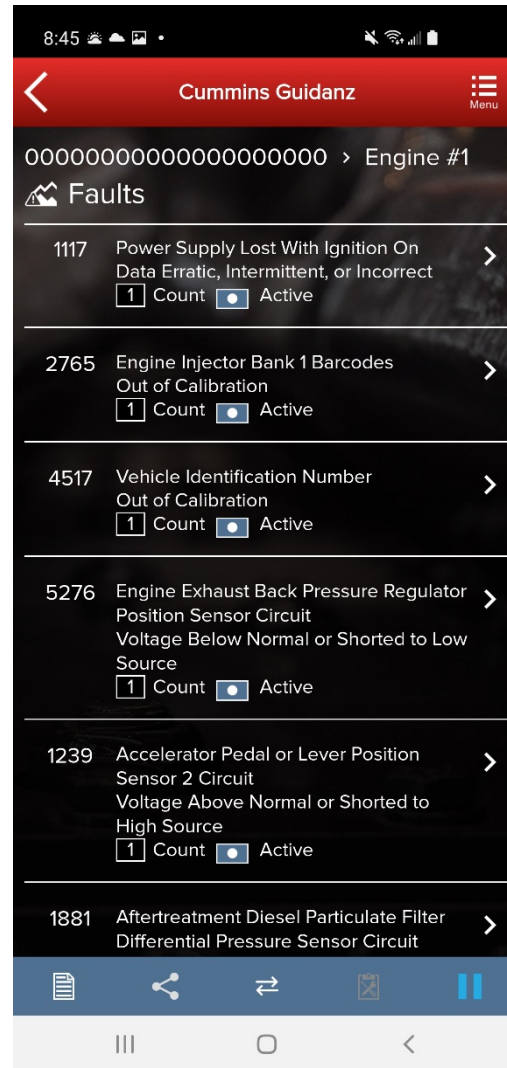 8:45
Cummins Guidanz
Menu
00000000000000000000 > Engine #1
Faults
1117 Power Supply Lost With Ignition On
Data Erratic, Intermittent, or Incorrect
1 Count Active
2765 Engine Injector Bank 1 Barcodes
Out of Calibration
1 Count Active
4517 Vehicle Identification Number
Out of Calibration
1 Count Active
5276 Engine Exhaust Back Pressure Regulator
Position Sensor Circuit
Voltage Below Normal or Shorted to Low
Source
1 Count Active
1239 Accelerator Pedal or Lever Position
Sensor 2 Circuit
Voltage Above Normal or Shorted to
High Source
1 Count Active
1881 Aftertreatment Diesel Particulate Filter
Differential Pressure Sensor Circuit